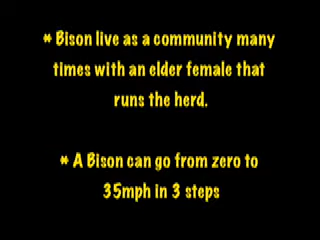 * Bison live as a community many
times with an elder female that
runs the herd.
* A Bison can go from zero to
35mph in 3 steps